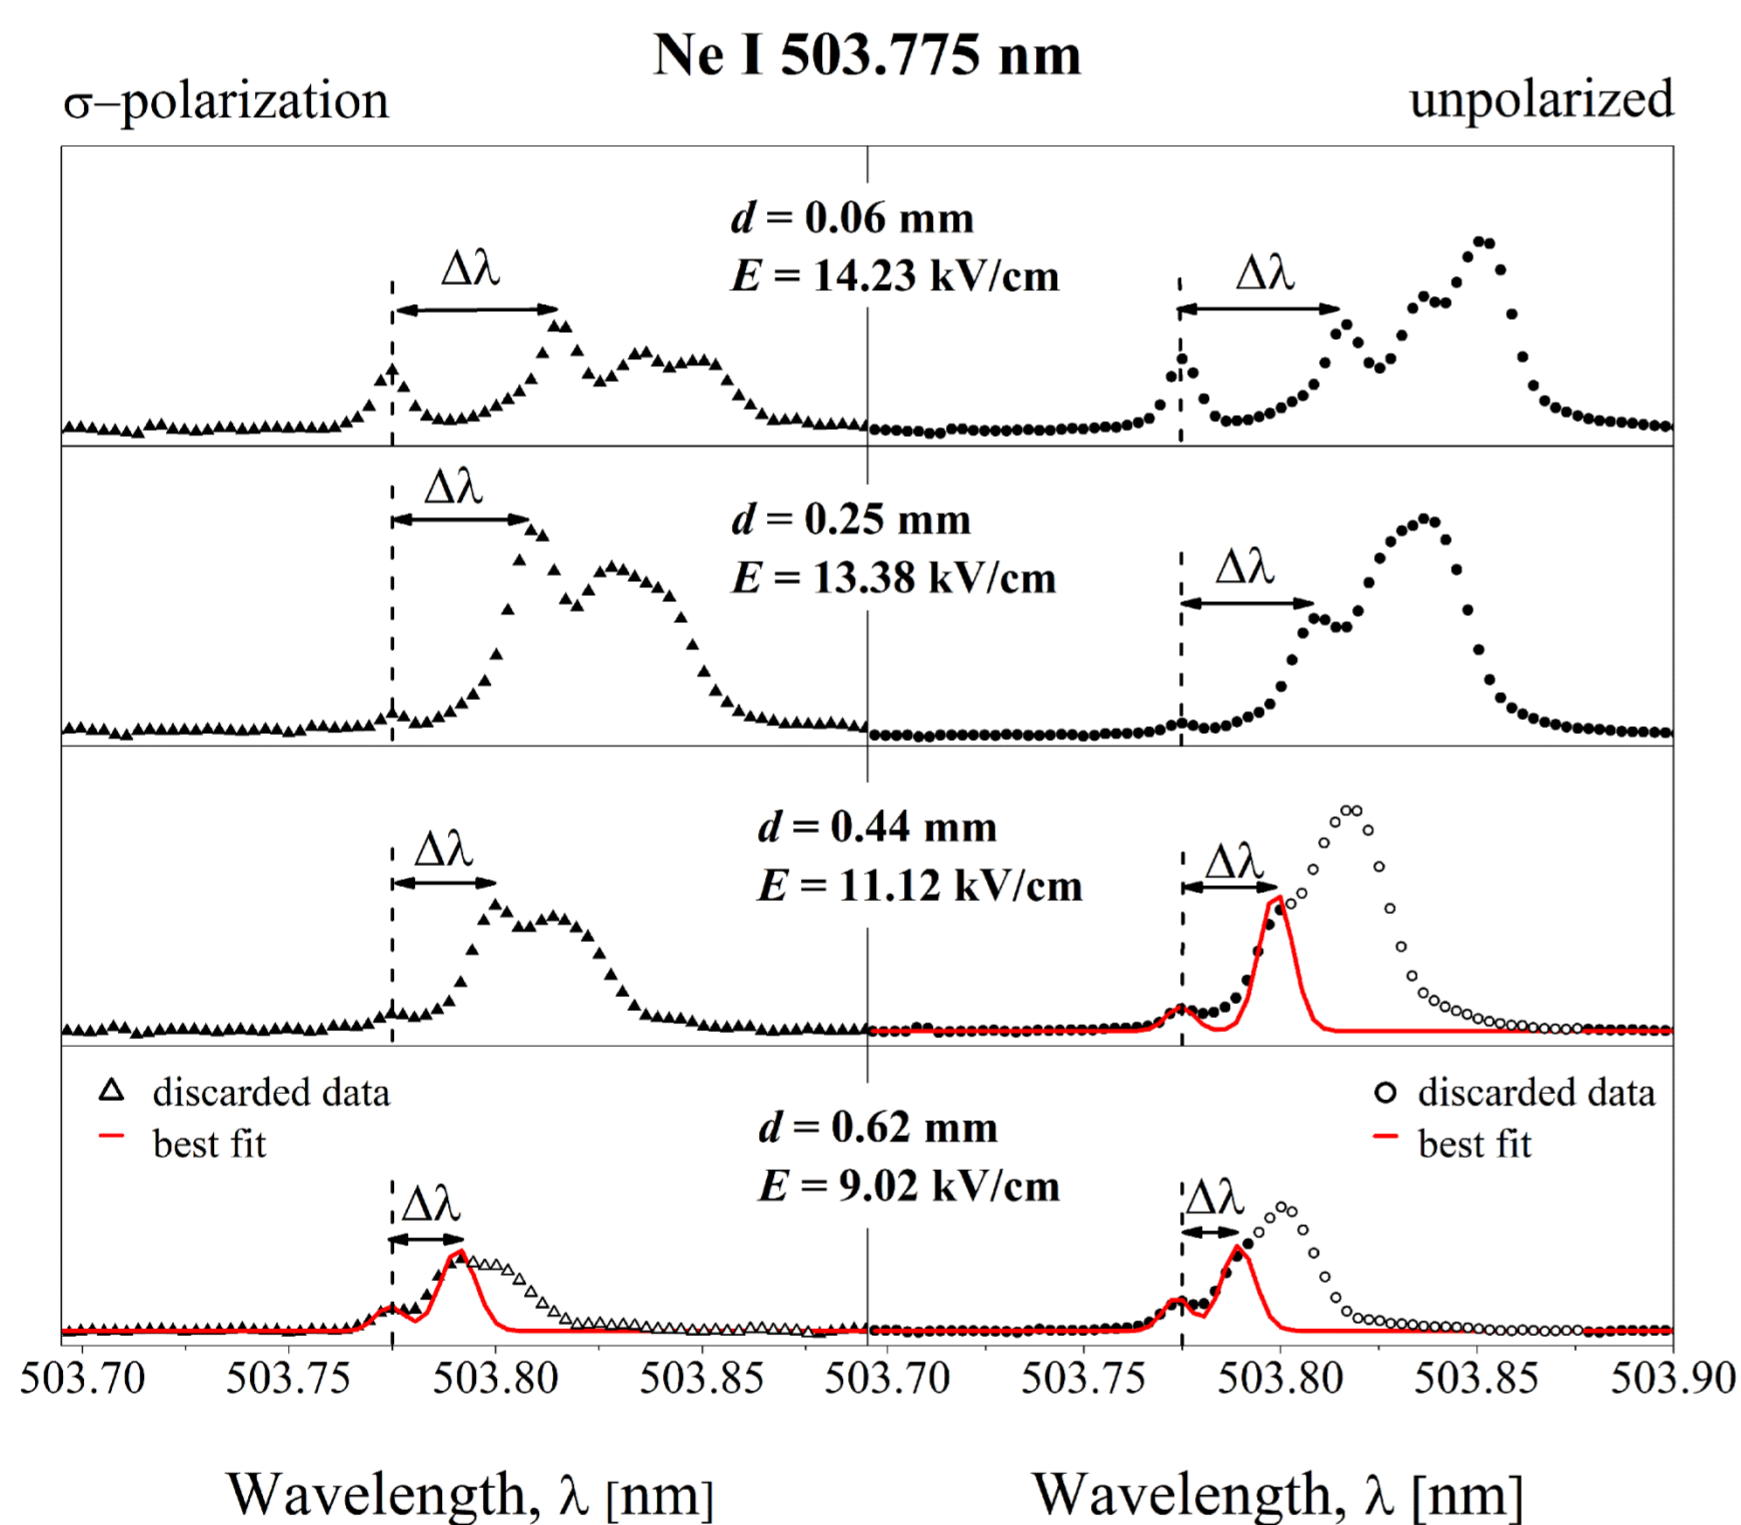 Ne I 503.775 nm
σ–polarization
unpolarized
d = 0.06 mm
E = 14.23 kV/cm
Δλ
Δλ
d = 0.25 mm
E = 13.38 kV/cm
Δλ
Δλ
d = 0.44 mm
E = 11.12 kV/cm
Δλ
Δλ
discarded data
best fit
d = 0.62 mm
E = 9.02 kV/cm
discarded data
best fit
Δλ
Δλ
503.70 503.75 503.80 503.85 503.70 503.75 503.80 503.85 503.90
Wavelength, λ [nm]
Wavelength, λ [nm]